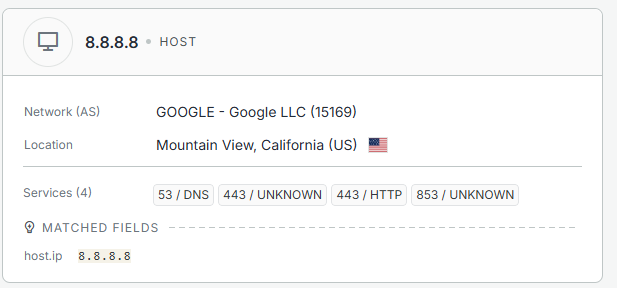 8.8.8.8 • HOST
Network (AS) GOOGLE - Google LLC (15169)
Location Mountain View, California (US)
Services (4) 53 / DNS 443 / UNKNOWN 443 / HTTP 853 / UNKNOWN
MATCHED FIELDS
host.ip 8.8.8.8